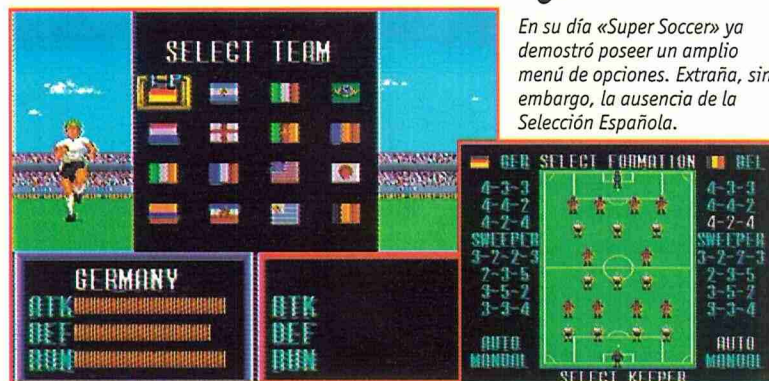 En su día «Super Soccer» ya
demostró poseer un amplio
menú de opciones. Extraña, sin
embargo, la ausencia de la
Selección Española.
SELECT TEAM
GERMANY
ATK
DEF
RUN
ATK
DEF
RUN
GER SELECT FORMATION BEL
4-3-3 4-3-3
4-4-2 4-4-2
4-2-4 4-2-4
SWEEPER SWEEPER
3-2-2-3 3-2-2-3
2-3-5 2-3-5
3-5-2 3-5-2
3-3-4 3-3-4
AUTO AUTO
MANUAL MANUAL
SELECT KEEPER